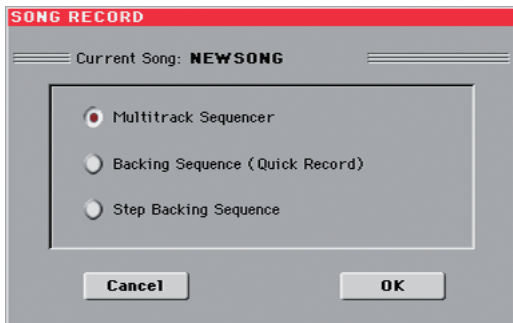 SONG RECORD
Current Song: NEWSONG
Multitrack Sequencer
Backing Sequence (Quick Record)
Step Backing Sequence
Cancel OK